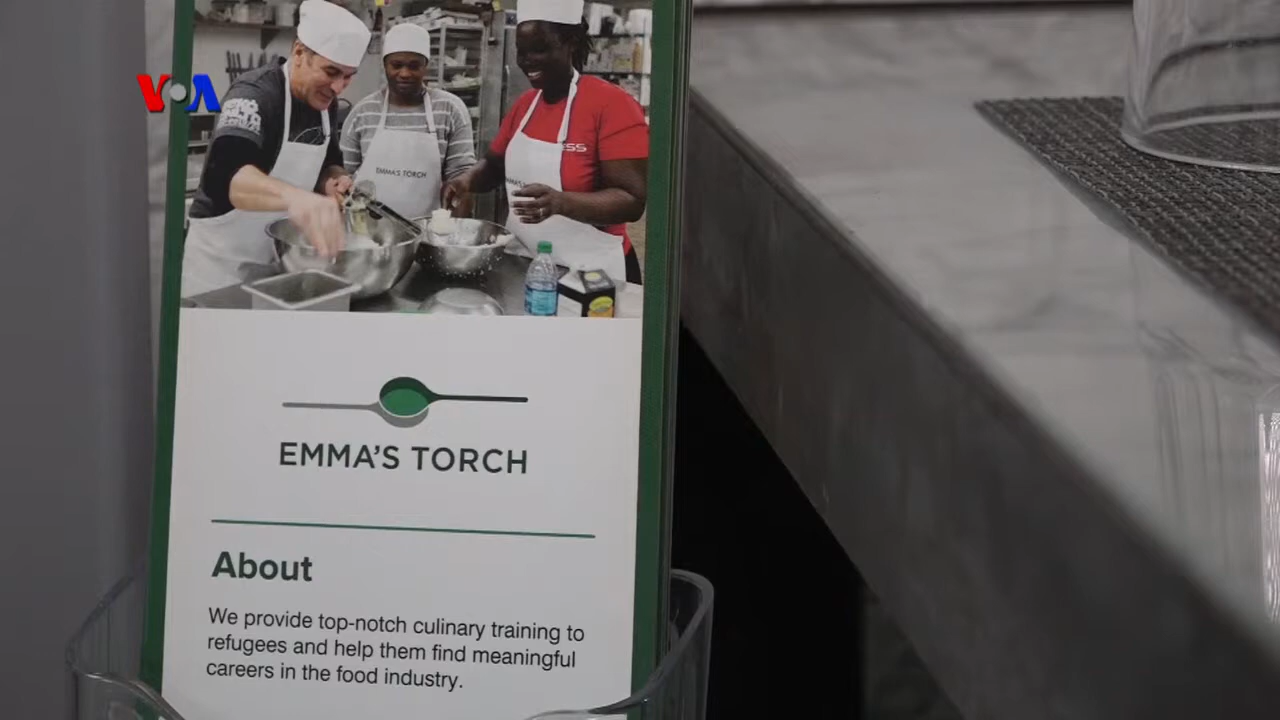 VOA
EMMA'S TORCH
EMMA'S TORCH
About
We provide top-notch culinary training to
refugees and help them find meaningful
careers in the food industry.